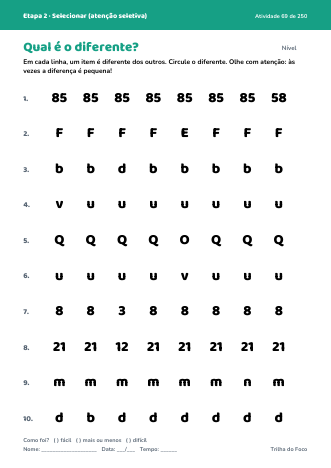 Etapa 2 · Selecionar (atenção seletiva)
Atividade 69 de 250
Qual é o diferente?
Nível
Em cada linha, um item é diferente dos outros. Circule o diferente. Olhe com atenção: às
vezes a diferença é pequena!
1. 85 85 85 85 85 85 85 58
2. F F F F E F F F
3. b b d b b b b b
4. v u u u u u u u
5. Q Q Q Q O Q Q Q
6. u u u u v u u u
7. 8 8 3 8 8 8 8 8
8. 21 21 12 21 21 21 21 21
9. m m m m m m n m
10. d b d d d d d d
Como foi? ( ) fácil ( ) mais ou menos ( ) difícil
Nome: ____________________ Data: ___/___ Tempo: ______
Trilha do Foco